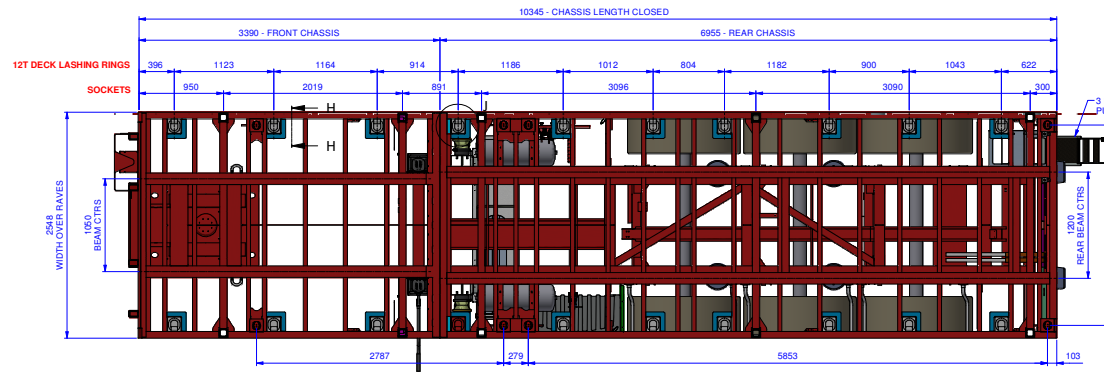 10345 - CHASSIS LENGTH CLOSED
3390 - FRONT CHASSIS
6955 - REAR CHASSIS
12T DECK LASHING RINGS
396
1123
1164
914
1186
1012
804
1182
900
1043
622
SOCKETS
950
2019
891
3096
3090
300
H
J
3
H
2548
WIDTH OVER RAVES
1050
BEAM CTRS
1200
REAR BEAM CTRS
2787
279
5853
103